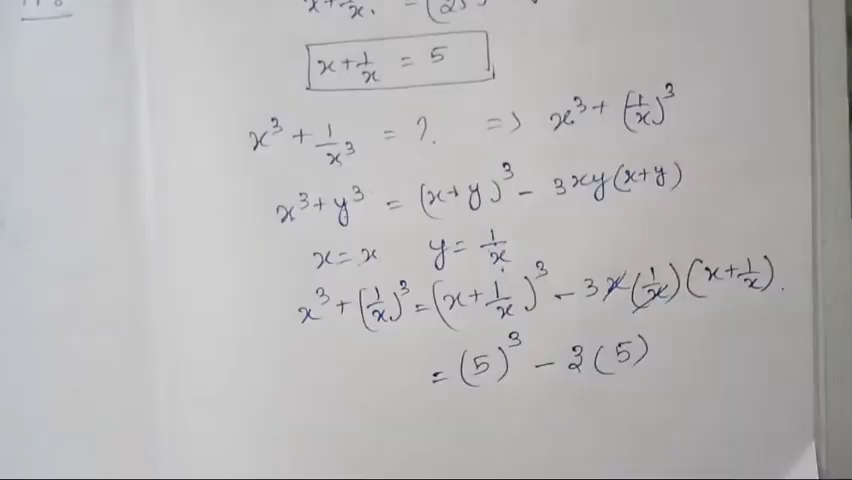 x + 1/x = 5
x³ + 1/x³ = ? => x³ + (1/x)³
x³ + y³ = (x+y)³ - 3xy(x+y)
x = x y = 1/x
x³ + (1/x)³ = (x + 1/x)³ - 3x(1/x)(x + 1/x).
= (5)³ - 3(5)